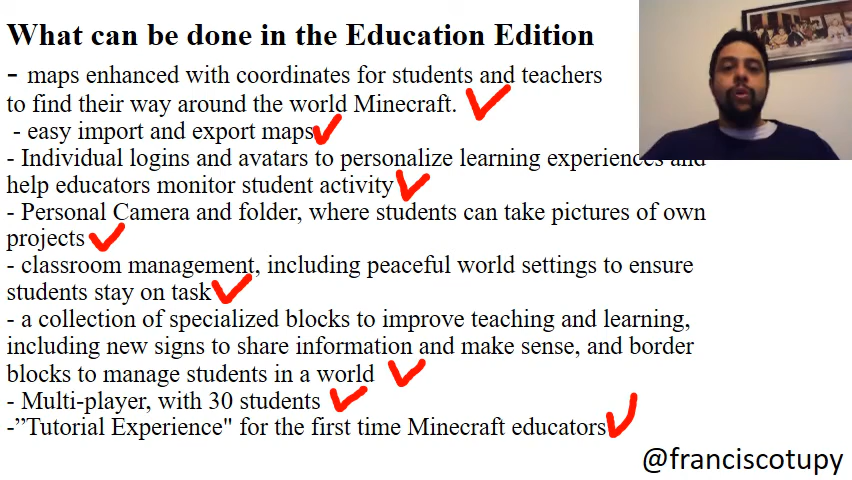 What can be done in the Education Edition
- maps enhanced with coordinates for students and teachers
to find their way around the world Minecraft.
- easy import and export maps
- Individual logins and avatars to personalize learning experiences and
help educators monitor student activity
- Personal Camera and folder, where students can take pictures of own
projects
- classroom management, including peaceful world settings to ensure
students stay on task
- a collection of specialized blocks to improve teaching and learning,
including new signs to share information and make sense, and border
blocks to manage students in a world
- Multi-player, with 30 students
-”Tutorial Experience" for the first time Minecraft educators
@franciscotupy